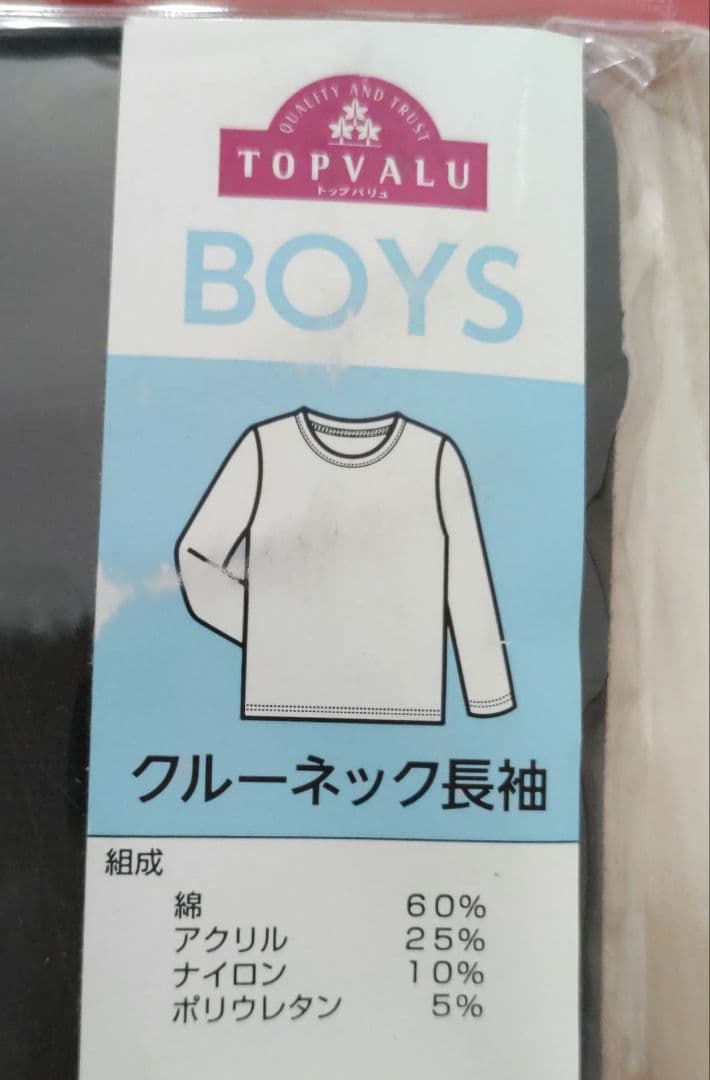 QUALITY AND TRUST
TOPVALU
トップバリュ
BOYS
クルーネック長袖
組成
綿 60%
アクリル 25%
ナイロン 10%
ポリウレタン 5%